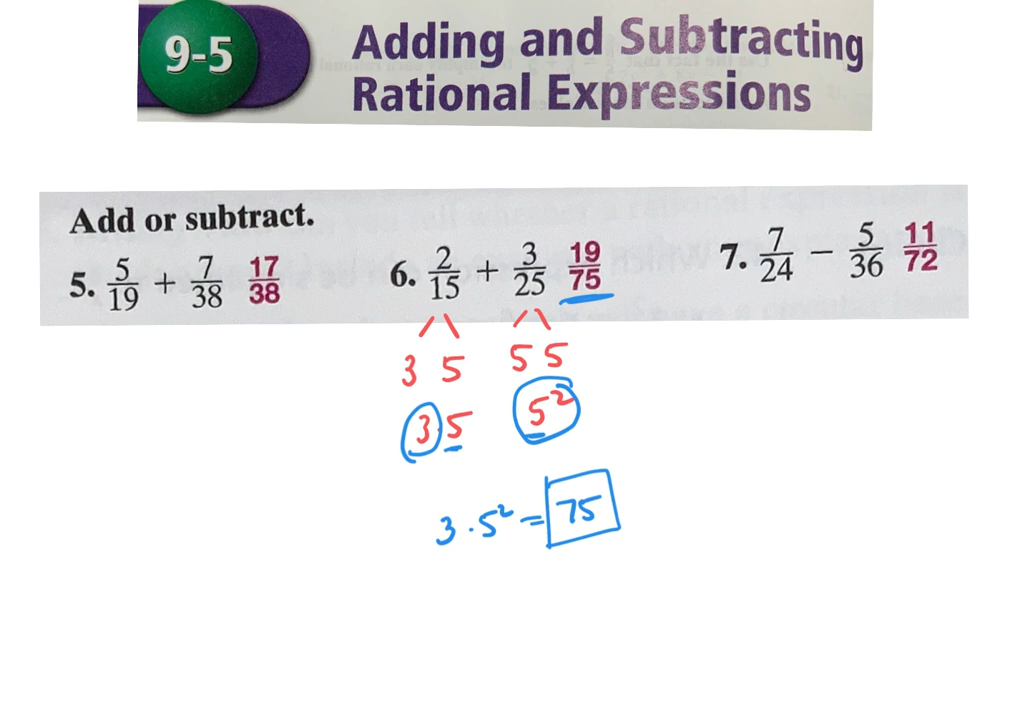 9-5
Adding and Subtracting
Rational Expressions
Add or subtract.
5. 5/19 + 7/38 17/38
6. 2/15 + 3/25 19/75
7. 7/24 − 5/36 11/72
3 5 5 5
3 5 5²
3 · 5² = 75